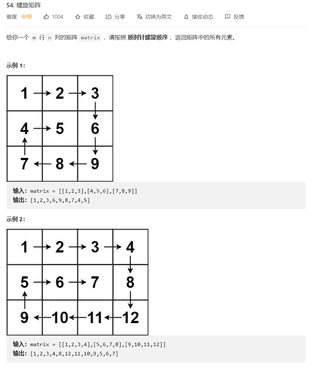 54. 螺旋矩阵
难度 中等 1004 收藏 分享 切换为英文 接收动态 反馈
给你一个 m 行 n 列的矩阵 matrix ，请按照 顺时针螺旋顺序 ，返回矩阵中的所有元素。
示例 1：
1 2 3
4 5 6
7 8 9
输入：matrix = [[1,2,3],[4,5,6],[7,8,9]]
输出：[1,2,3,6,9,8,7,4,5]
示例 2：
1 2 3 4
5 6 7 8
9 10 11 12
输入：matrix = [[1,2,3,4],[5,6,7,8],[9,10,11,12]]
输出：[1,2,3,4,8,12,11,10,9,5,6,7]